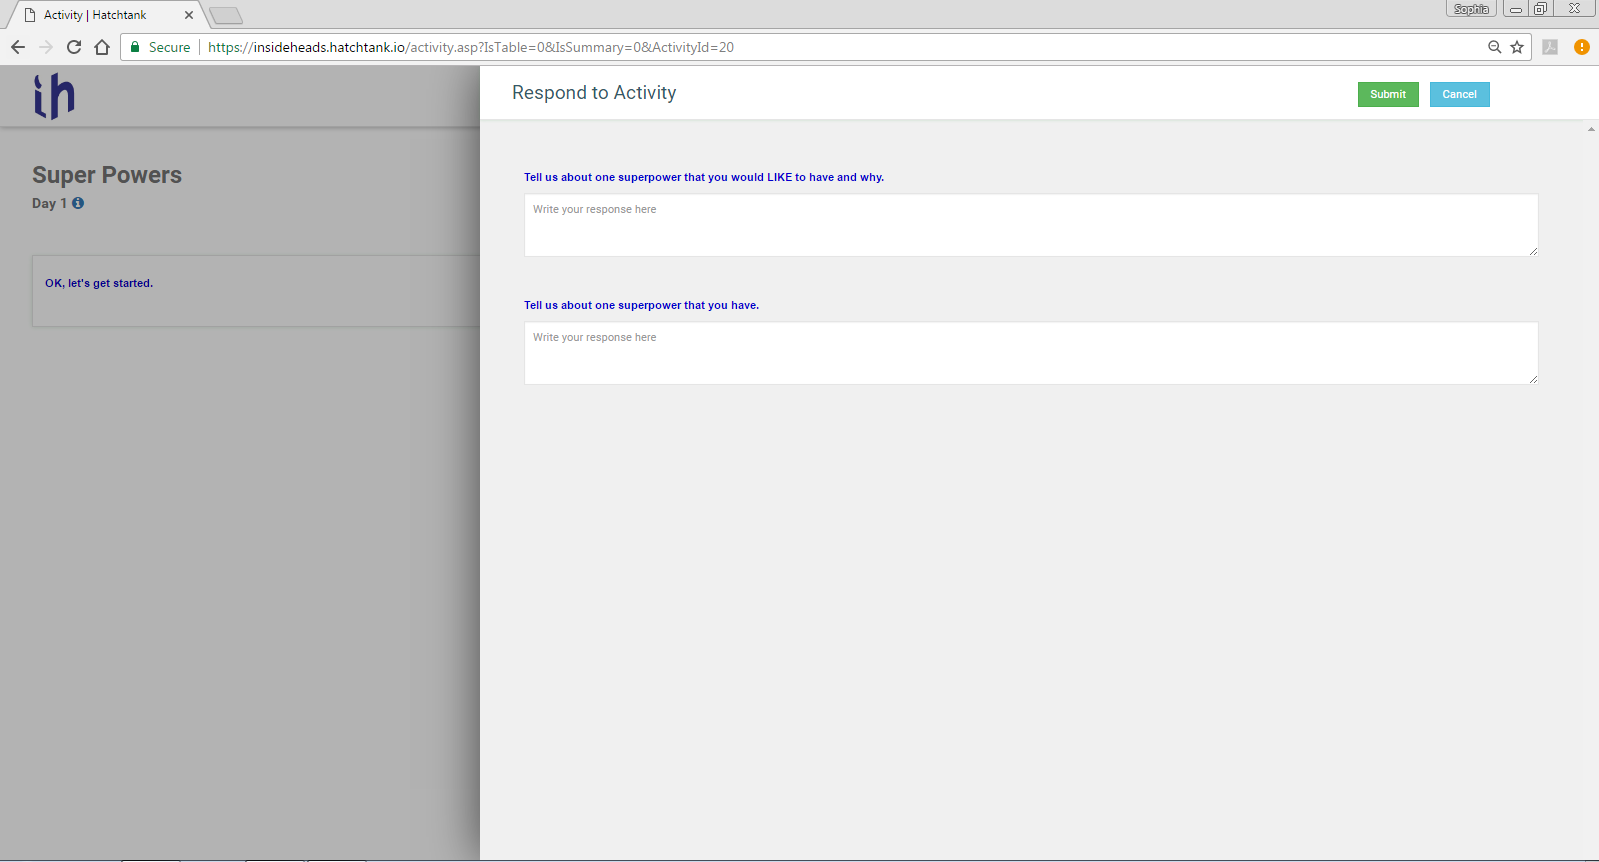 Activity | Hatchtank
Sophia
Secure
https://insideheads.hatchtank.io/activity.asp?IsTable=0&IsSummary=0&ActivityId=20
ih
Respond to Activity
Submit
Cancel
Super Powers
Day 1
OK, let's get started.
Tell us about one superpower that you would LIKE to have and why.
Write your response here
Tell us about one superpower that you have.
Write your response here